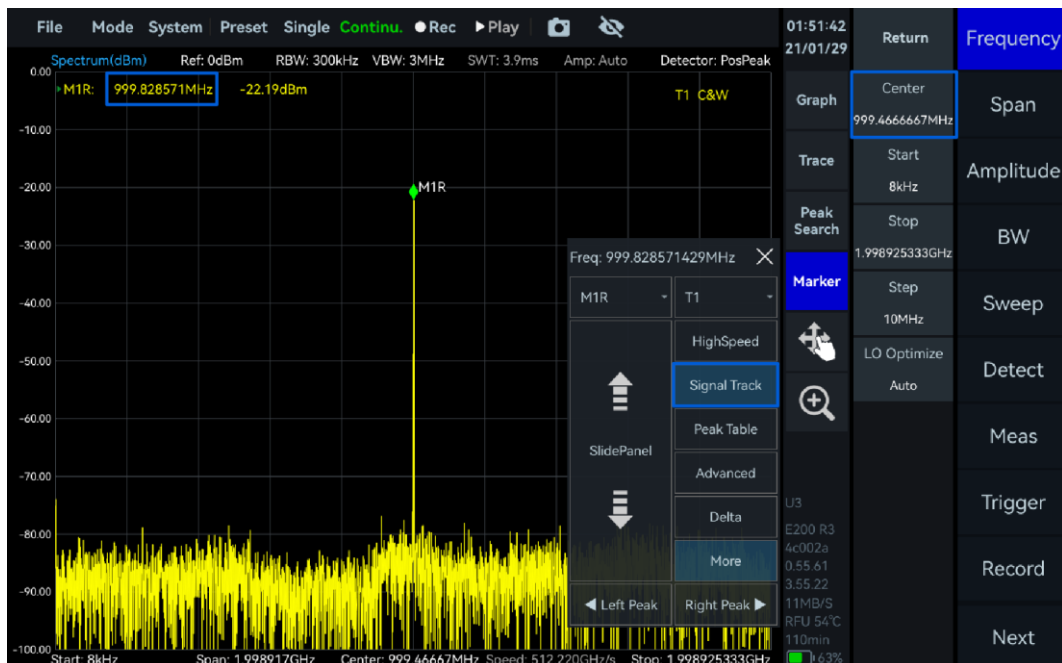 File Mode System Preset Single Continu. Rec Play
Spectrum(dBm) Ref: 0dBm RBW: 300kHz VBW: 3MHz SWT: 3.9ms Amp: Auto Detector: PosPeak
0.00
M1R: 999.828571MHz -22.19dBm
T1 C&W
-10.00
-20.00
M1R
-30.00
-40.00
-50.00
-60.00
-70.00
-80.00
-90.00
-100.00
Start: 8kHz Span: 1.998917GHz Center: 999.46667MHz Speed: 512.220GHz/s Stop: 1.998925333GHz
Freq: 999.828571429MHz
M1R T1
HighSpeed
Signal Track
Peak Table
SlidePanel
Advanced
Delta
More
Left Peak Right Peak
01:51:42
21/01/29
Graph
Trace
Peak
Search
Marker
U3
E200 R3
4c002a
0.55.61
3.55.22
11MB/S
RFU 54℃
110min
63%
Return
Center
999.4666667MHz
Start
8kHz
Stop
1.998925333GHz
Step
10MHz
LO Optimize
Auto
Frequency
Span
Amplitude
BW
Sweep
Detect
Meas
Trigger
Record
Next